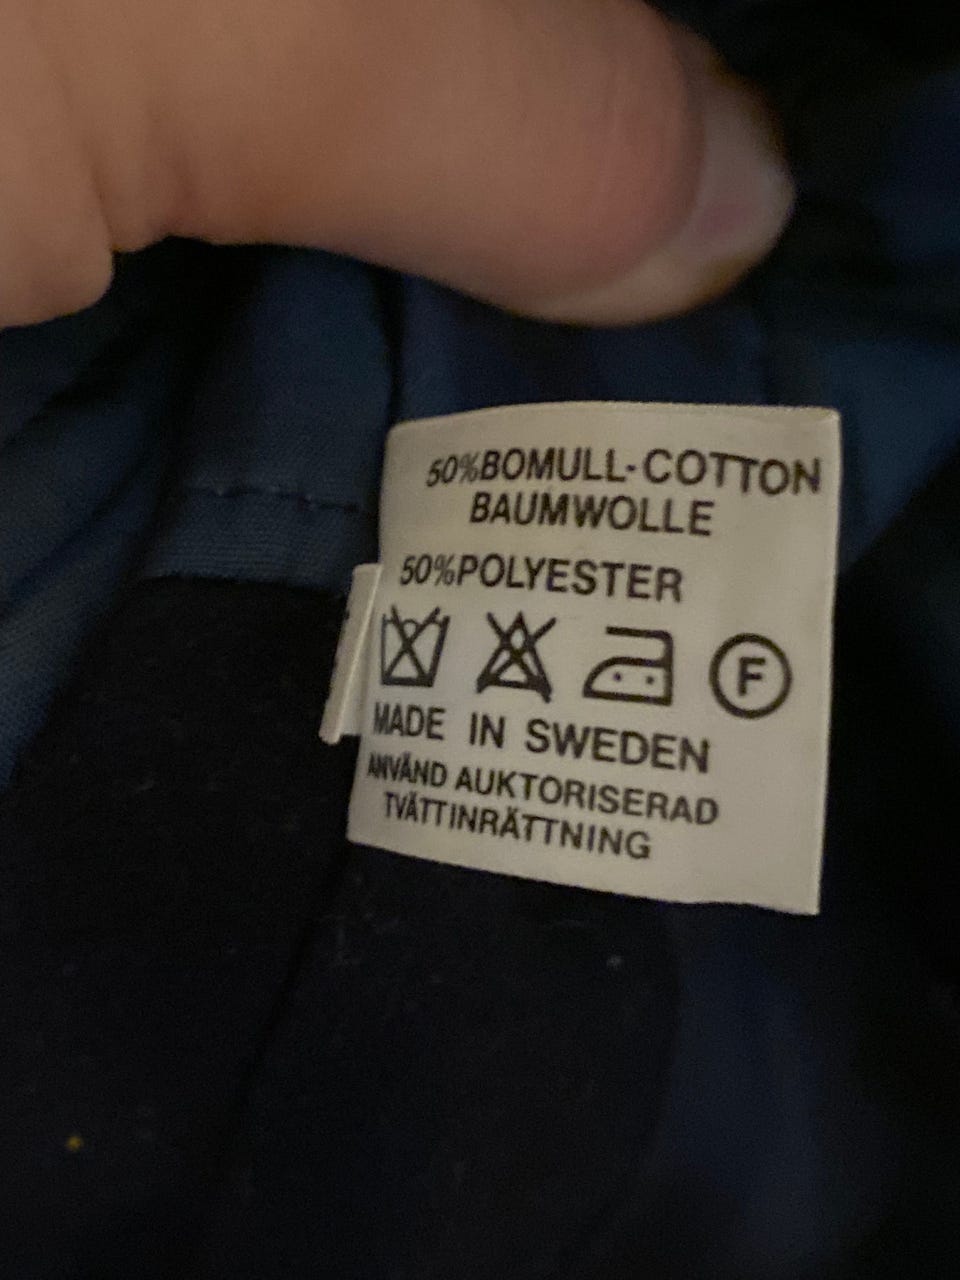 50%BOMULL-COTTON
BAUMWOLLE
50%POLYESTER
F
MADE IN SWEDEN
ANVÄND AUKTORISERAD
TVÄTTINRÄTTNING